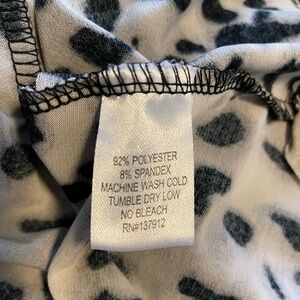 92% POLYESTER
8% SPANDEX
MACHINE WASH COLD
TUMBLE DRY LOW
NO BLEACH
RN#137912